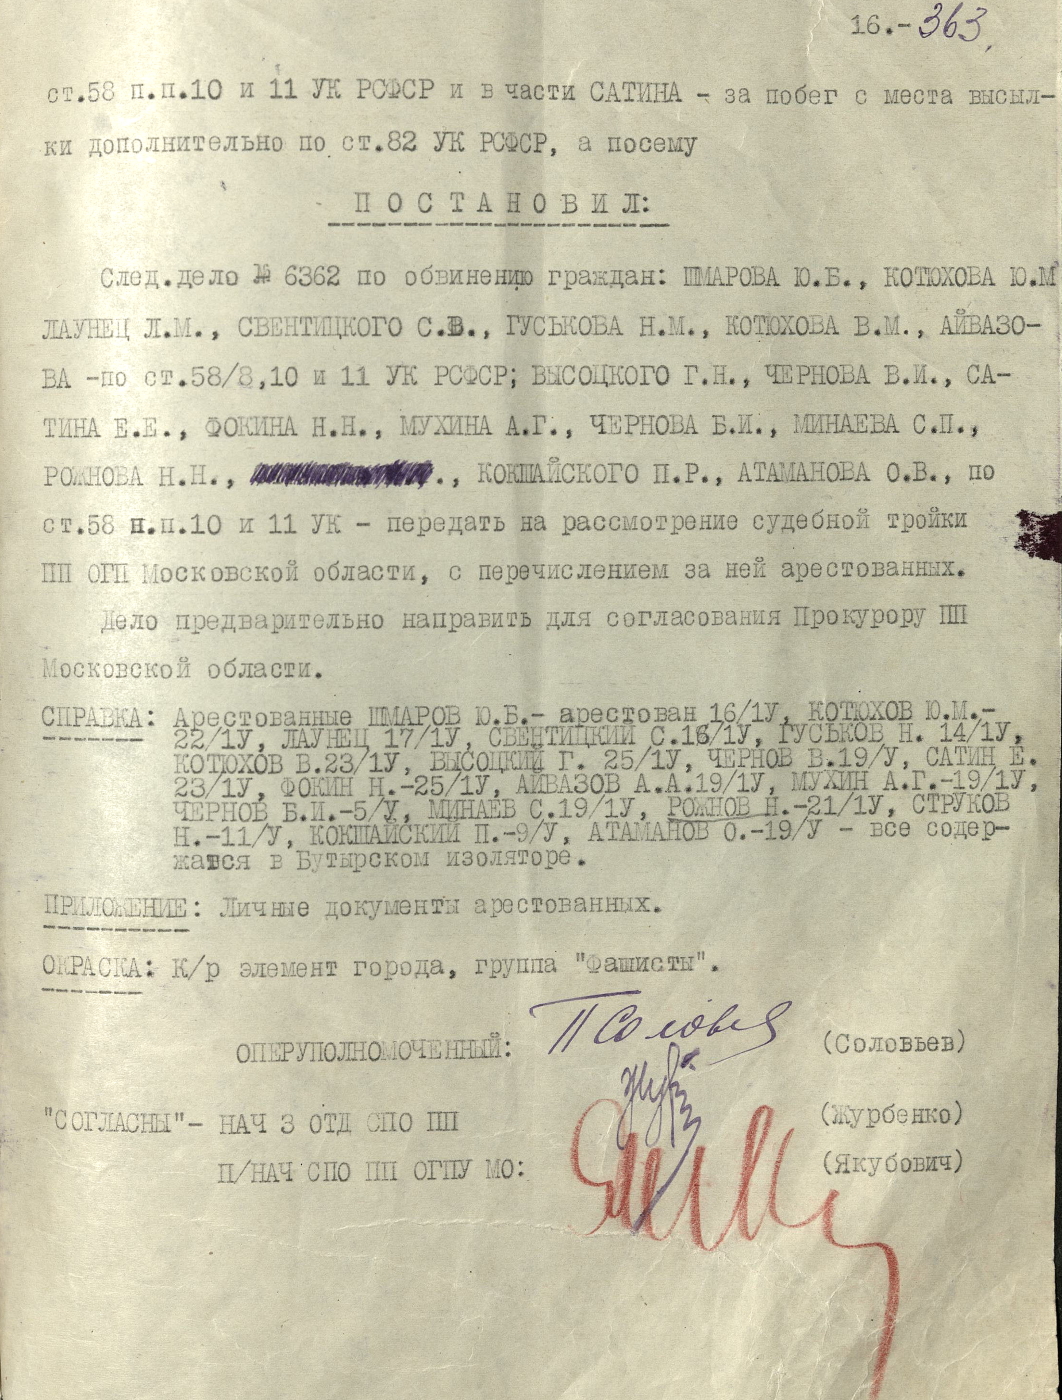 16.- 363.
ст.58 п.п.10 и 11 УК РСФСР и в части САТИНА - за побег с места высыл-
ки дополнительно по ст.82 УК РСФСР, а посему
П О С Т А Н О В И Л:
След.дело № 6362 по обвинению граждан: ШМАРОВА Ю.Б., КОТЮХОВА Ю.М
ЛАУНЕЦ Л.М., СВЕНТИЦКОГО С.В., ГУСЬКОВА Н.М., КОТЮХОВА В.М., АЙВАЗО-
ВА -по ст.58/8,10 и 11 УК РСФСР; ВЫСОЦКОГО Г.Н., ЧЕРНОВА В.И., СА-
ТИНА Е.Е., ФОКИНА Н.Н., МУХИНА А.Г., ЧЕРНОВА Б.И., МИНАЕВА С.П.,
РОЖНОВА Н.Н., ., КОКШАЙСКОГО П.Р., АТАМАНОВА О.В., по
ст.58 п.п.10 и 11 УК - передать на рассмотрение судебной тройки
ПП ОГП Московской области, с перечислением за ней арестованных.
Дело предварительно направить для согласования Прокурору ПП
Московской области.
СПРАВКА: Арестованные ШМАРОВ Ю.Б.- арестован 16/1У, КОТЮХОВ Ю.М.-
22/1У, ЛАУНЕЦ 17/1У, СВЕНТИЦКИЙ С.16/1У, ГУСЬКОВ Н. 14/1У,
КОТЮХОВ В.23/1У, ВЫСОЦКИЙ Г. 25/1У, ЧЕРНОВ В.19/У, САТИН Е.
23/1У, ФОКИН Н.-25/1У, АЙВАЗОВ А.А.19/1У, МУХИН А.Г.-19/1У,
ЧЕРНОВ Б.И.-5/У, МИНАЕВ С.19/1У, РОЖНОВ Н.-21/1У, СТРУКОВ
Н.-11/У, КОКШАЙСКИЙ П.-9/У, АТАМАНОВ О.-19/У - все содер-
жатся в Бутырском изоляторе.
ПРИЛОЖЕНИЕ: Личные документы арестованных.
ОКРАСКА: К/р элемент города, группа "Фашисты".
ОПЕРУПОЛНОМОЧЕННЫЙ: П Соловьев (Соловьев)
"СОГЛАСНЫ"- НАЧ 3 ОТД СПО ПП (Журбенко)
П/НАЧ СПО ПП ОГПУ МО: (Якубович)